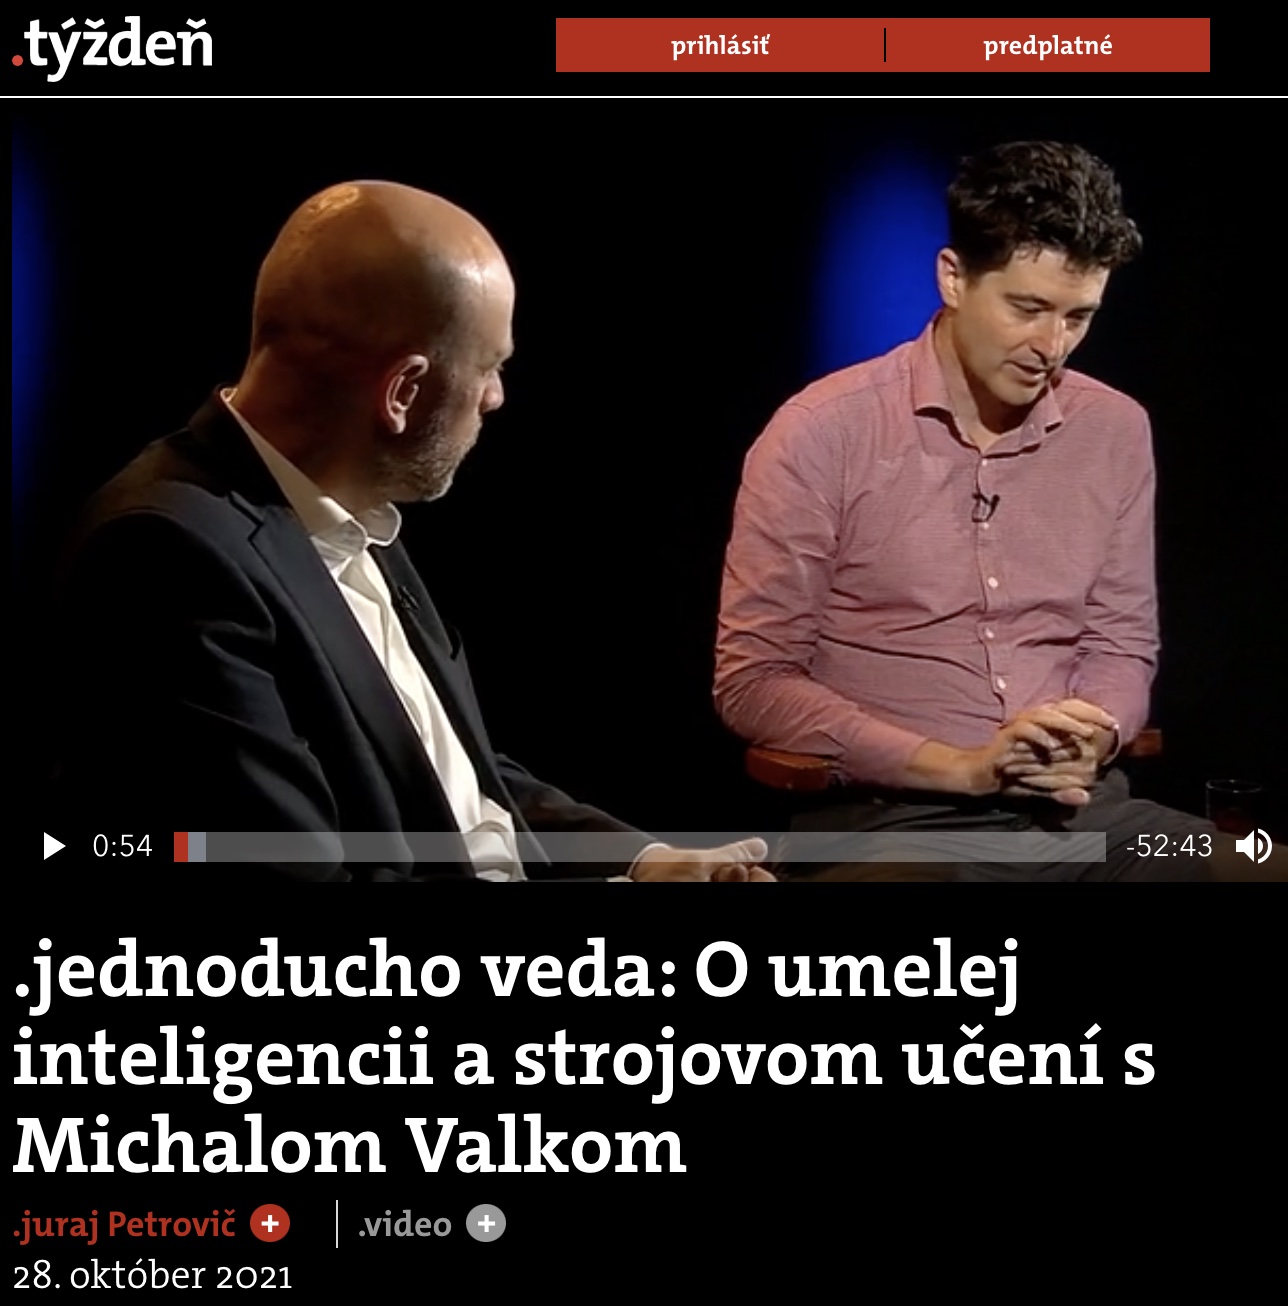 .týždeň
prihlásiť
predplatné
0:54
-52:43
.jednoducho veda: O umelej
inteligencii a strojovom učení s
Michalom Valkom
.juraj Petrovič +
.video +
28. október 2021